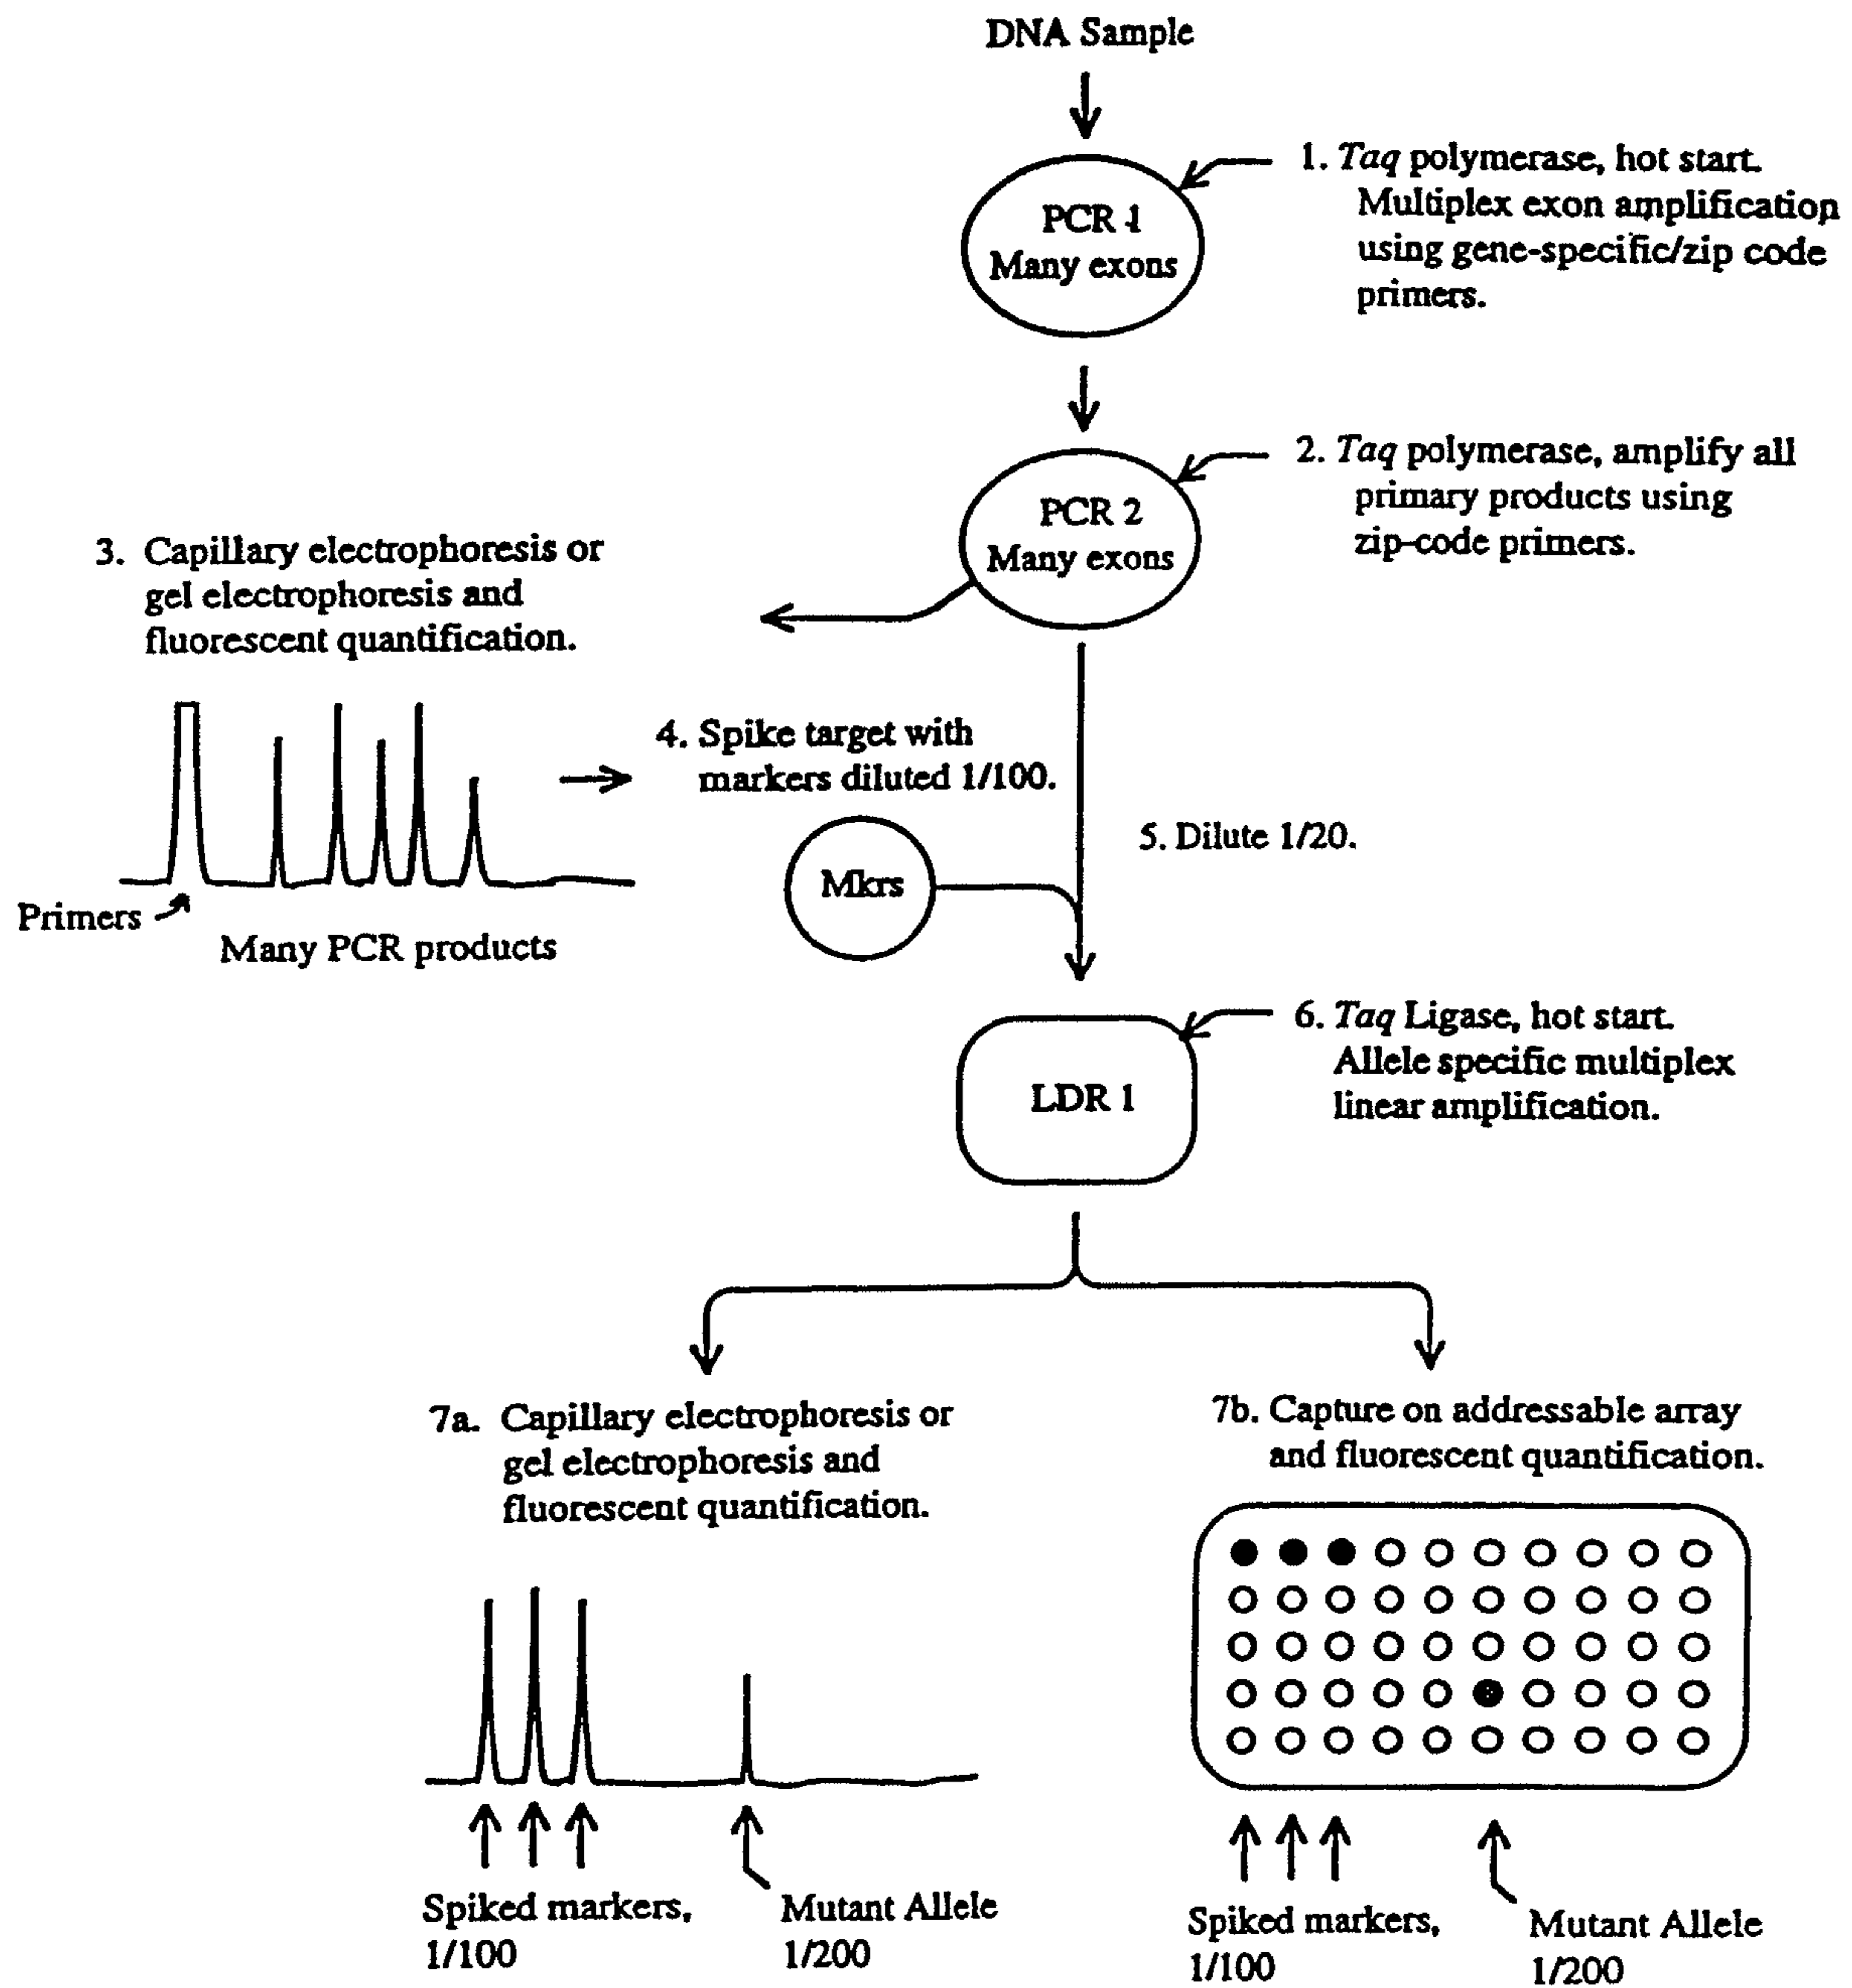 DNA Sample
PCR 1
Many exons
1. Taq polymerase, hot start.
Multiplex exon amplification
using gene-specific/zip code
primers.
PCR 2
Many exons
2. Taq polymerase, amplify all
primary products using
zip-code primers.
3. Capillary electrophoresis or
gel electrophoresis and
fluorescent quantification.
Primers
Many PCR products
4. Spike target with
markers diluted 1/100.
Mkrs
5. Dilute 1/20.
LDR 1
6. Taq Ligase, hot start.
Allele specific multiplex
linear amplification.
7a. Capillary electrophoresis or
gel electrophoresis and
fluorescent quantification.
Spiked markers,
1/100
Mutant Allele
1/200
7b. Capture on addressable array
and fluorescent quantification.
Spiked markers,
1/100
Mutant Allele
1/200